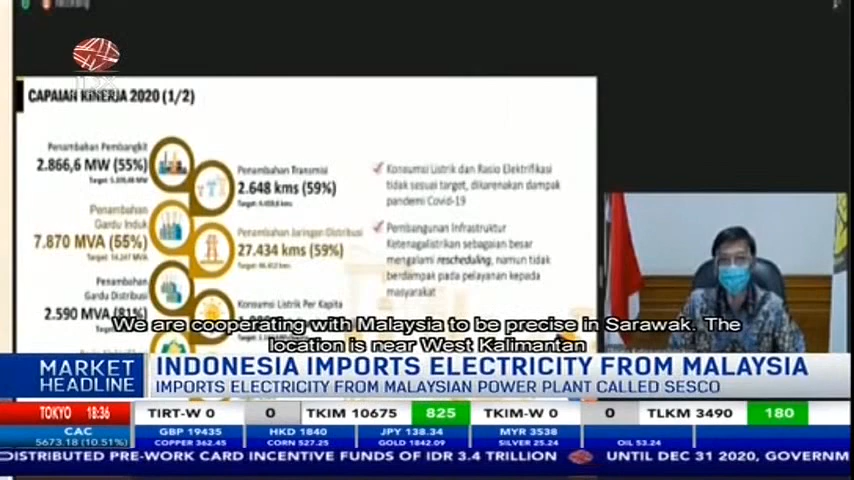 CAPAIAN KINERJA 2020 (1/2)
Penambahan Pembangkit
2.866,6 MW (55%)
Penambahan Transmisi
2.648 kms (59%)
Penambahan
Gardu Induk
7.870 MVA (55%)
Penambahan Jaringan Distribusi
27.434 kms (59%)
Penambahan
Gardu Distribusi
2.590 MVA (81%)
Konsumsi Listrik Per Kapita
Konsumsi Listrik dan Rasio Elektrifikasi
tidak sesuai target, dikarenakan dampak
pandemi Covid-19
Pembangunan Infrastruktur
Ketenagalistrikan sebagaian besar
mengalami rescheduling, namun tidak
berdampak pada pelayanan kepada
masyarakat
We are cooperating with Malaysia to be precise in Sarawak. The
location is near West Kalimantan
MARKET
HEADLINE
INDONESIA IMPORTS ELECTRICITY FROM MALAYSIA
IMPORTS ELECTRICITY FROM MALAYSIAN POWER PLANT CALLED SESCO
TOKYO 18:36
TIRT-W 0 0 TKIM 10675 825 TKIM-W 0 0 TLKM 3490 180
CAC
5673.18 (10.51%)
GBP 19435 HKD 1840 JPY 138.34 MYR 3538
COPPER 362.45 CORN 527.25 GOLD 1842.09 SILVER 25.24 OIL 53.24
DISTRIBUTED PRE-WORK CARD INCENTIVE FUNDS OF IDR 3.4 TRILLION UNTIL DEC 31 2020, GOVERNM